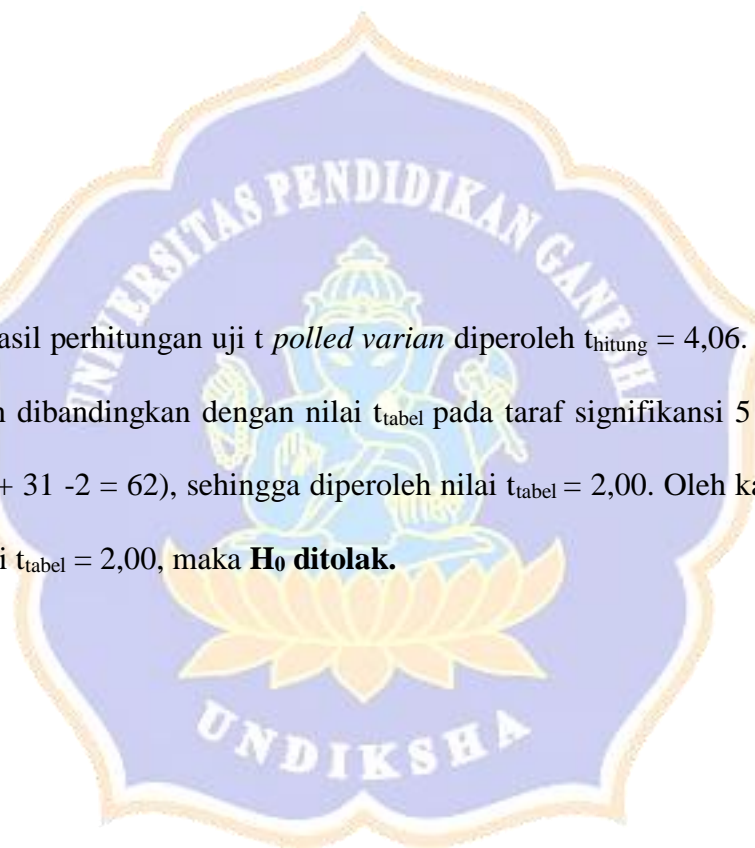 UNIVERSITAS PENDIDIKAN GANESHA
asil perhitungan uji t polled varian diperoleh thitung = 4,06.
dibandingkan dengan nilai ttabel pada taraf signifikansi 5
+ 31 -2 = 62), sehingga diperoleh nilai ttabel = 2,00. Oleh ka
i ttabel = 2,00, maka H0 ditolak.
UNDIKSHA